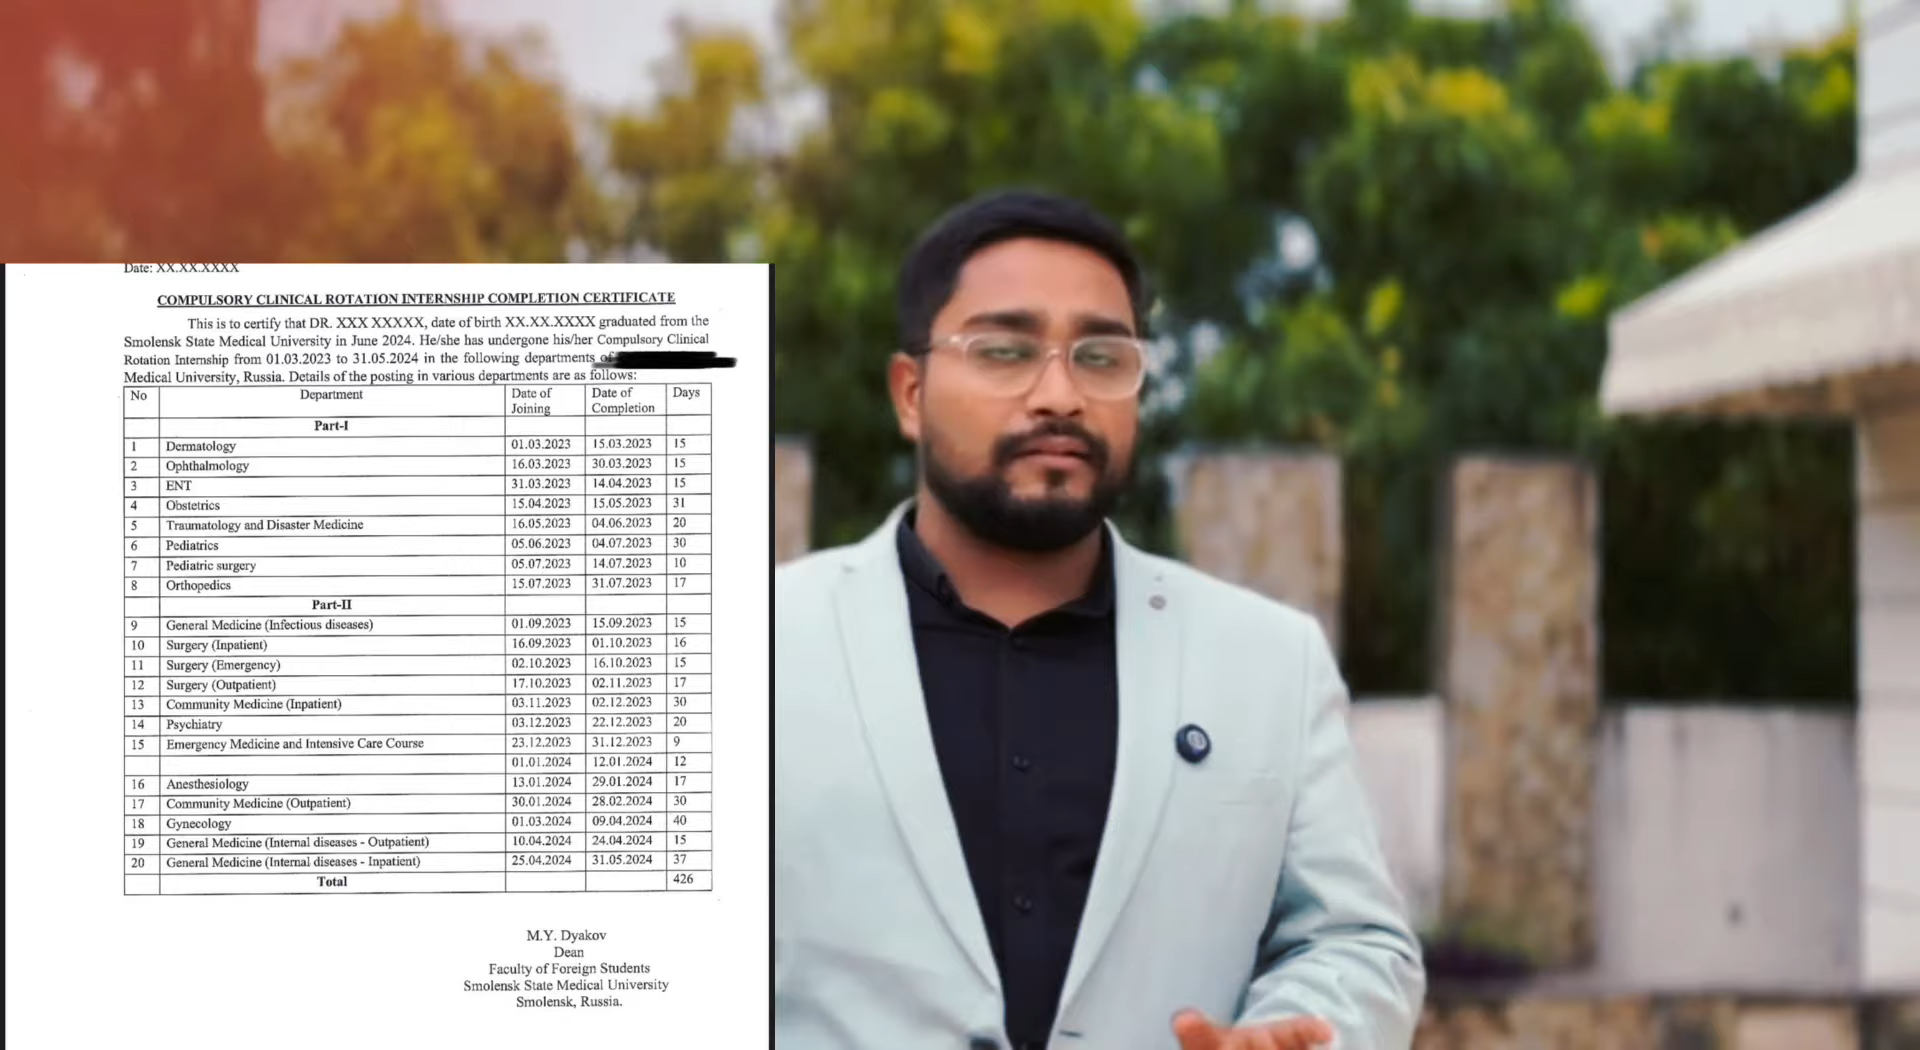 Date: XX.XX.XXXX
COMPULSORY CLINICAL ROTATION INTERNSHIP COMPLETION CERTIFICATE
This is to certify that DR. XXX XXXXX, date of birth XX.XX.XXXX graduated from the
Smolensk State Medical University in June 2024. He/she has undergone his/her Compulsory Clinical
Rotation Internship from 01.03.2023 to 31.05.2024 in the following departments of
Medical University, Russia. Details of the posting in various departments are as follows:
No Department Date of Joining Date of Completion Days
Part-I
1 Dermatology 01.03.2023 15.03.2023 15
2 Ophthalmology 16.03.2023 30.03.2023 15
3 ENT 31.03.2023 14.04.2023 15
4 Obstetrics 15.04.2023 15.05.2023 31
5 Traumatology and Disaster Medicine 16.05.2023 04.06.2023 20
6 Pediatrics 05.06.2023 04.07.2023 30
7 Pediatric surgery 05.07.2023 14.07.2023 10
8 Orthopedics 15.07.2023 31.07.2023 17
Part-II
9 General Medicine (Infectious diseases) 01.09.2023 15.09.2023 15
10 Surgery (Inpatient) 16.09.2023 01.10.2023 16
11 Surgery (Emergency) 02.10.2023 16.10.2023 15
12 Surgery (Outpatient) 17.10.2023 02.11.2023 17
13 Community Medicine (Inpatient) 03.11.2023 02.12.2023 30
14 Psychiatry 03.12.2023 22.12.2023 20
15 Emergency Medicine and Intensive Care Course 23.12.2023 31.12.2023 9
01.01.2024 12.01.2024 12
16 Anesthesiology 13.01.2024 29.01.2024 17
17 Community Medicine (Outpatient) 30.01.2024 28.02.2024 30
18 Gynecology 01.03.2024 09.04.2024 40
19 General Medicine (Internal diseases - Outpatient) 10.04.2024 24.04.2024 15
20 General Medicine (Internal diseases - Inpatient) 25.04.2024 31.05.2024 37
Total 426
M.Y. Dyakov
Dean
Faculty of Foreign Students
Smolensk State Medical University
Smolensk, Russia.